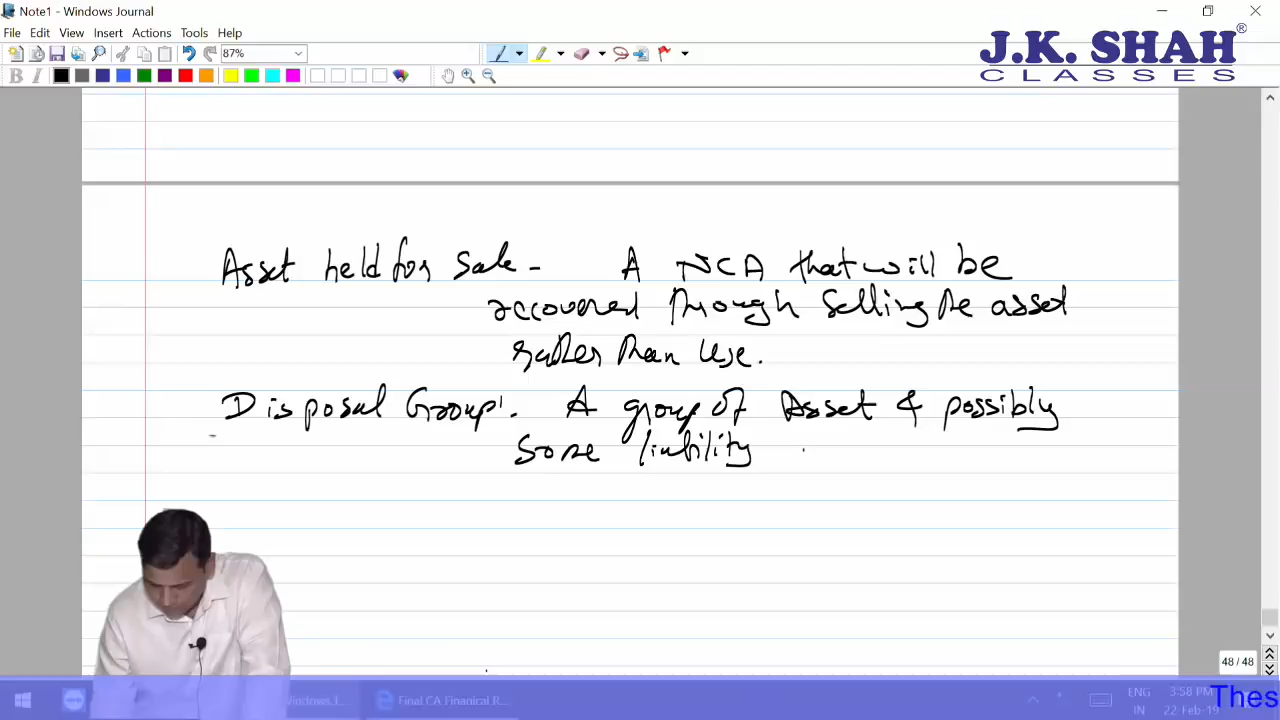 Note1 - Windows Journal
File Edit View Insert Actions Tools Help
87%
J.K. SHAH®
CLASSES
Asset held for Sale - A NCA that will be
recovered through Selling the asset
rather than Use.
Disposal Group: A group of Asset & possibly
Some liability
48 / 48
Windows J...
Final CA Finanical R...
ENG
IN
3:58 PM
22-Feb-19
Thes